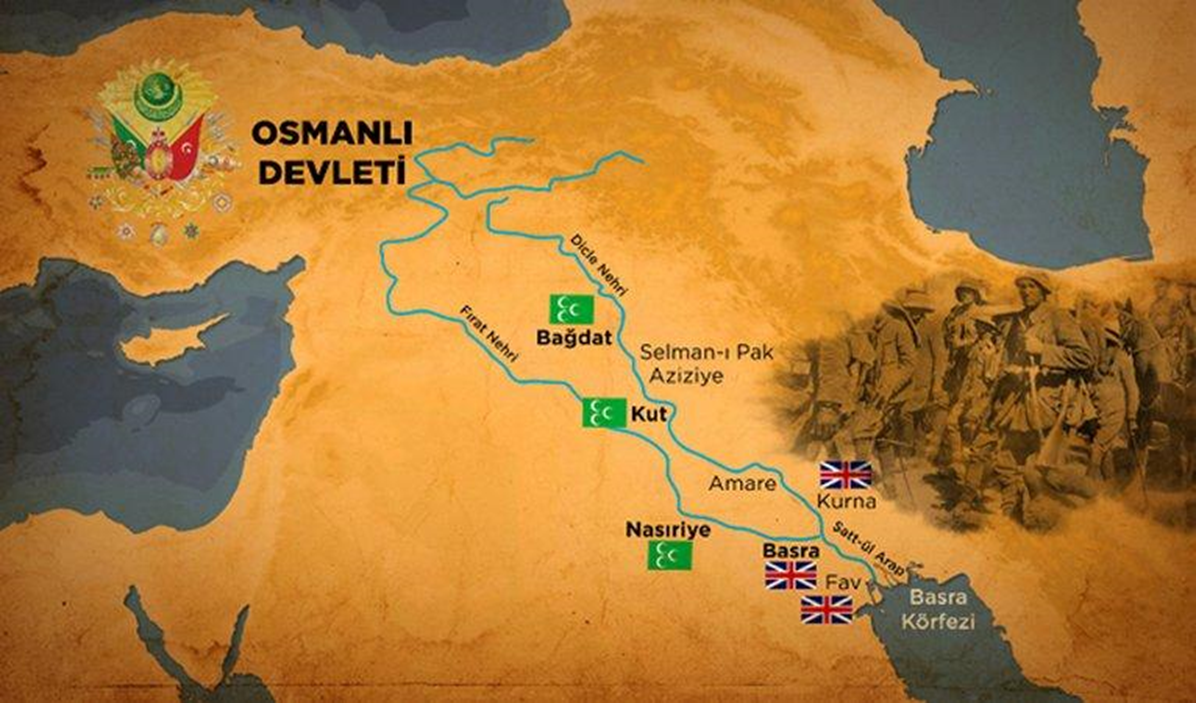 OSMANLI
DEVLETİ
Dicle Nehri
Fırat Nehri
Bağdat
Selman-ı Pak
Aziziye
Kut
Amare
Kurna
Nasıriye
Basra
Şatt-ül Arap
Fav
Basra
Körfezi